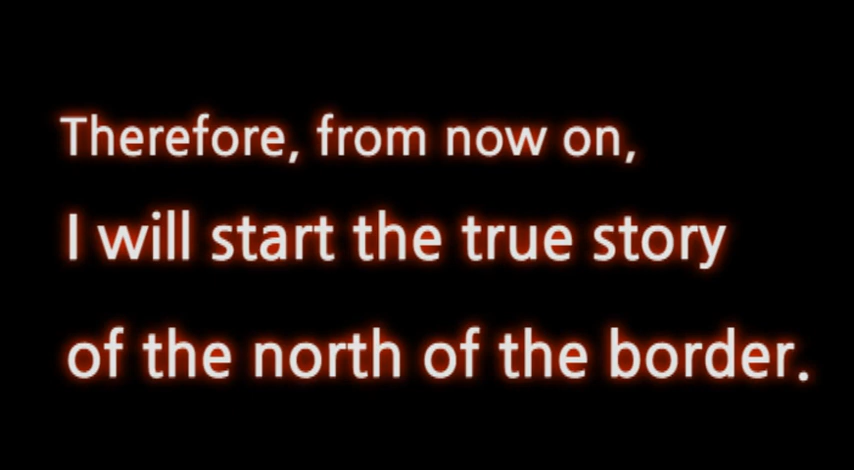 Therefore, from now on,
I will start the true story
of the north of the border.